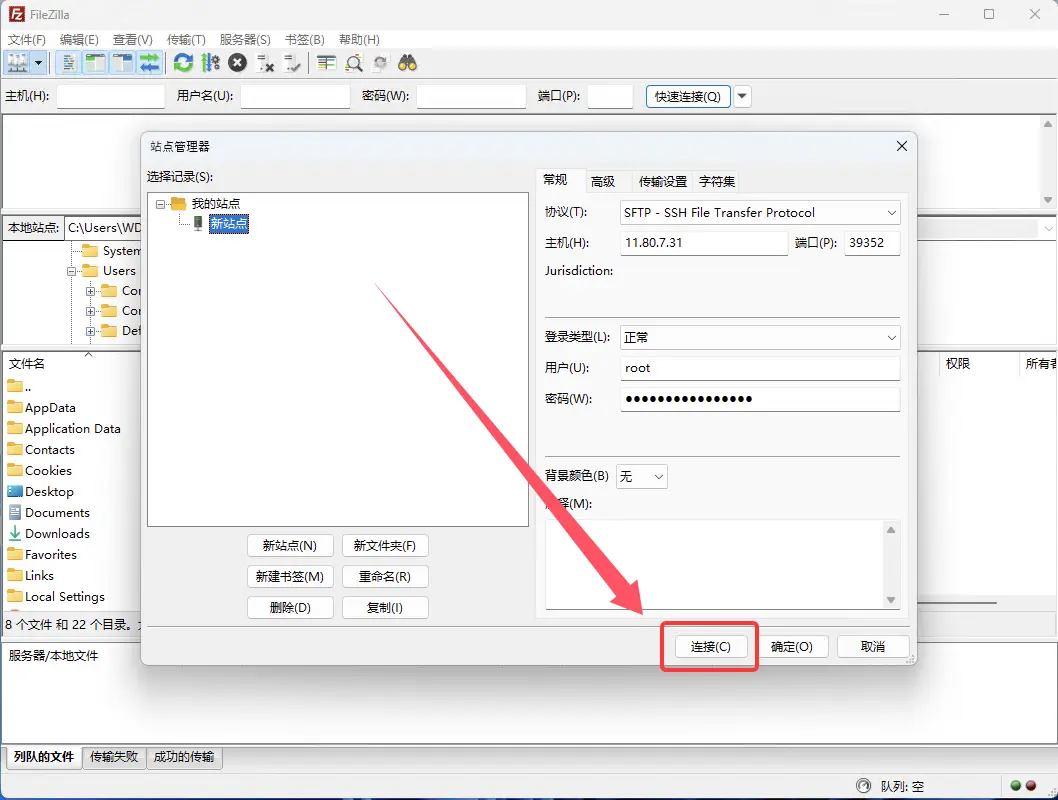 FileZilla
文件(F) 编辑(E) 查看(V) 传输(T) 服务器(S) 书签(B) 帮助(H)
主机(H): 用户名(U): 密码(W): 端口(P): 快速连接(Q)
站点管理器
选择记录(S):
我的站点
新站点
新站点(N) 新文件夹(F)
新建书签(M) 重命名(R)
删除(D) 复制(I)
常规 高级 传输设置 字符集
协议(T): SFTP - SSH File Transfer Protocol
主机(H): 11.80.7.31 端口(P): 39352
Jurisdiction:
登录类型(L): 正常
用户(U): root
密码(W): ●●●●●●●●●●●●●●●●
背景颜色(B) 无
(M):
连接(C) 确定(O) 取消
本地站点: C:\Users\WD
System
Users
Cor
Cor
Def
文件名
..
AppData
Application Data
Contacts
Cookies
Desktop
Documents
Downloads
Favorites
Links
Local Settings
8 个文件 和 22 个目录。
权限 所有者
服务器/本地文件
列队的文件 传输失败 成功的传输
队列: 空